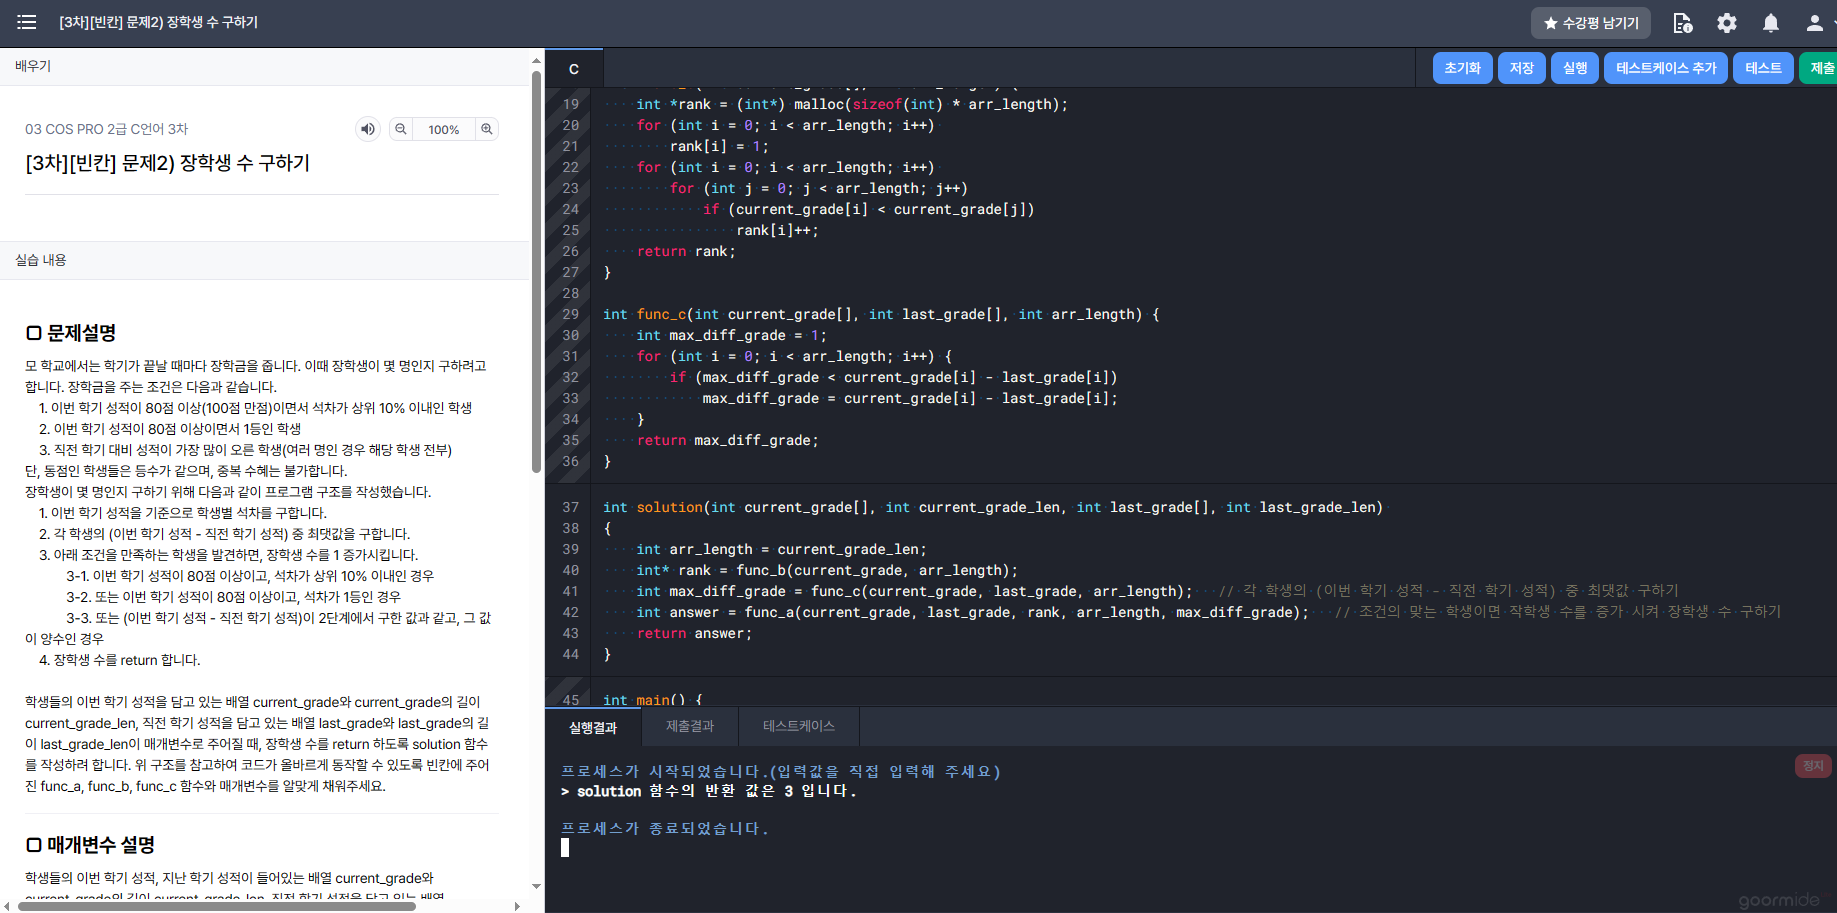 [3차][빈칸] 문제2) 장학생 수 구하기
★ 수강평 남기기
배우기
03 COS PRO 2급 C언어 3차
100%
[3차][빈칸] 문제2) 장학생 수 구하기
실습 내용
문제설명
모 학교에서는 학기가 끝날 때마다 장학금을 줍니다. 이때 장학생이 몇 명인지 구하려고
합니다. 장학금을 주는 조건은 다음과 같습니다.
1. 이번 학기 성적이 80점 이상(100점 만점)이면서 석차가 상위 10% 이내인 학생
2. 이번 학기 성적이 80점 이상이면서 1등인 학생
3. 직전 학기 대비 성적이 가장 많이 오른 학생(여러 명인 경우 해당 학생 전부)
단, 동점인 학생들은 등수가 같으며, 중복 수혜는 불가합니다.
장학생이 몇 명인지 구하기 위해 다음과 같이 프로그램 구조를 작성했습니다.
1. 이번 학기 성적을 기준으로 학생별 석차를 구합니다.
2. 각 학생의 (이번 학기 성적 - 직전 학기 성적) 중 최댓값을 구합니다.
3. 아래 조건을 만족하는 학생을 발견하면, 장학생 수를 1 증가시킵니다.
3-1. 이번 학기 성적이 80점 이상이고, 석차가 상위 10% 이내인 경우
3-2. 또는 이번 학기 성적이 80점 이상이고, 석차가 1등인 경우
3-3. 또는 (이번 학기 성적 - 직전 학기 성적)이 2단계에서 구한 값과 같고, 그 값
이 양수인 경우
4. 장학생 수를 return 합니다.
학생들의 이번 학기 성적을 담고 있는 배열 current_grade와 current_grade의 길이
current_grade_len, 직전 학기 성적을 담고 있는 배열 last_grade와 last_grade의 길
이 last_grade_len이 매개변수로 주어질 때, 장학생 수를 return 하도록 solution 함수
를 작성하려 합니다. 위 구조를 참고하여 코드가 올바르게 동작할 수 있도록 빈칸에 주어
진 func_a, func_b, func_c 함수와 매개변수를 알맞게 채워주세요.
매개변수 설명
학생들의 이번 학기 성적, 지난 학기 성적이 들어있는 배열 current_grade와
current_grade의 길이 current_grade_len, 직전 학기 성적을 담고 있는 배열
C
초기화 저장 실행 테스트케이스 추가 테스트 제출
19 int *rank = (int*) malloc(sizeof(int) * arr_length);
20 for (int i = 0; i < arr_length; i++)
21 rank[i] = 1;
22 for (int i = 0; i < arr_length; i++)
23 for (int j = 0; j < arr_length; j++)
24 if (current_grade[i] < current_grade[j])
25 rank[i]++;
26 return rank;
27 }
28
29 int func_c(int current_grade[], int last_grade[], int arr_length) {
30 int max_diff_grade = 1;
31 for (int i = 0; i < arr_length; i++) {
32 if (max_diff_grade < current_grade[i] - last_grade[i])
33 max_diff_grade = current_grade[i] - last_grade[i];
34 }
35 return max_diff_grade;
36 }
37 int solution(int current_grade[], int current_grade_len, int last_grade[], int last_grade_len)
38 {
39 int arr_length = current_grade_len;
40 int* rank = func_b(current_grade, arr_length);
41 int max_diff_grade = func_c(current_grade, last_grade, arr_length); // 각 학생의 (이번 학기 성적 - 직전 학기 성적) 중 최댓값 구하기
42 int answer = func_a(current_grade, last_grade, rank, arr_length, max_diff_grade); // 조건의 맞는 학생이면 작학생 수를 증가 시켜 장학생 수 구하기
43 return answer;
44 }
45 int main() {
실행결과 제출결과 테스트케이스
프로세스가 시작되었습니다.(입력값을 직접 입력해 주세요)
정지
> solution 함수의 반환 값은 3 입니다.
프로세스가 종료되었습니다.
goormide